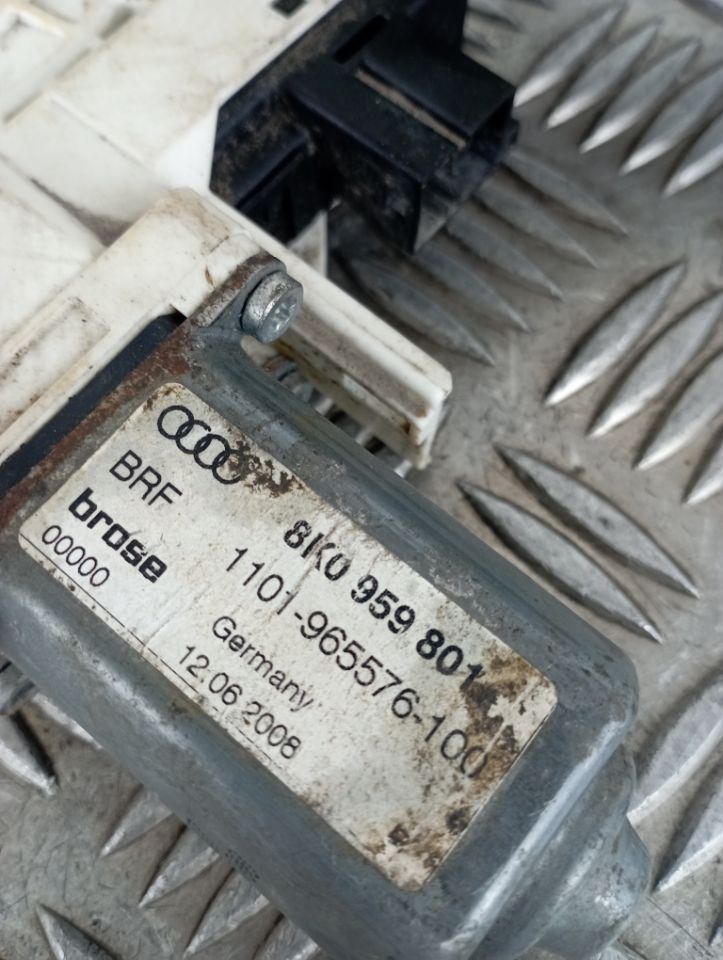 BRF 8K0 959 801
brose 1101-965576-100
00000 Germany
12.06 2008